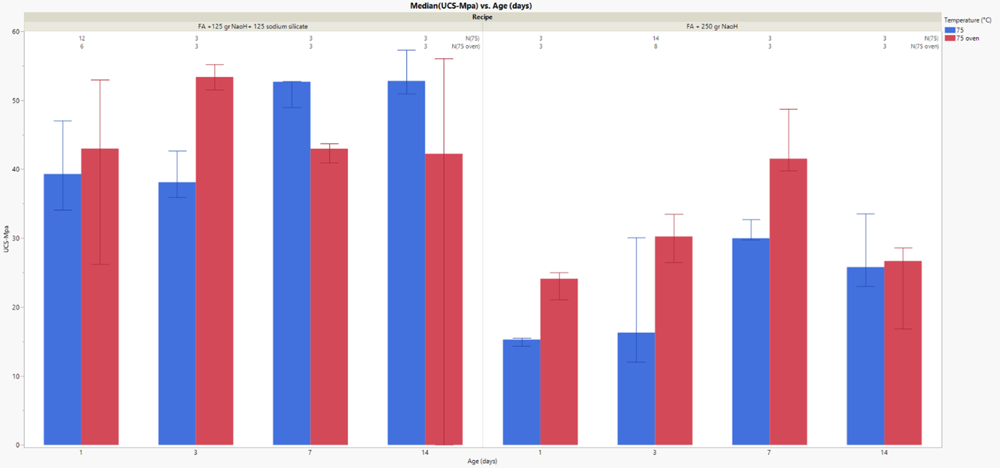 Median(UCS-Mpa) vs. Age (days)
Recipe
FA +125 gr NaoH+ 125 sodium silicate
FA + 250 gr NaoH
Temperature (°C)
75
75 oven
12 3 3 3 N(75)
6 3 3 3 N(75 oven)
3 14 3 3 N(75)
3 8 3 3 N(75 oven)
60
50
40
30
20
10
0
UCS-Mpa
1 3 7 14 1 3 7 14
Age (days)